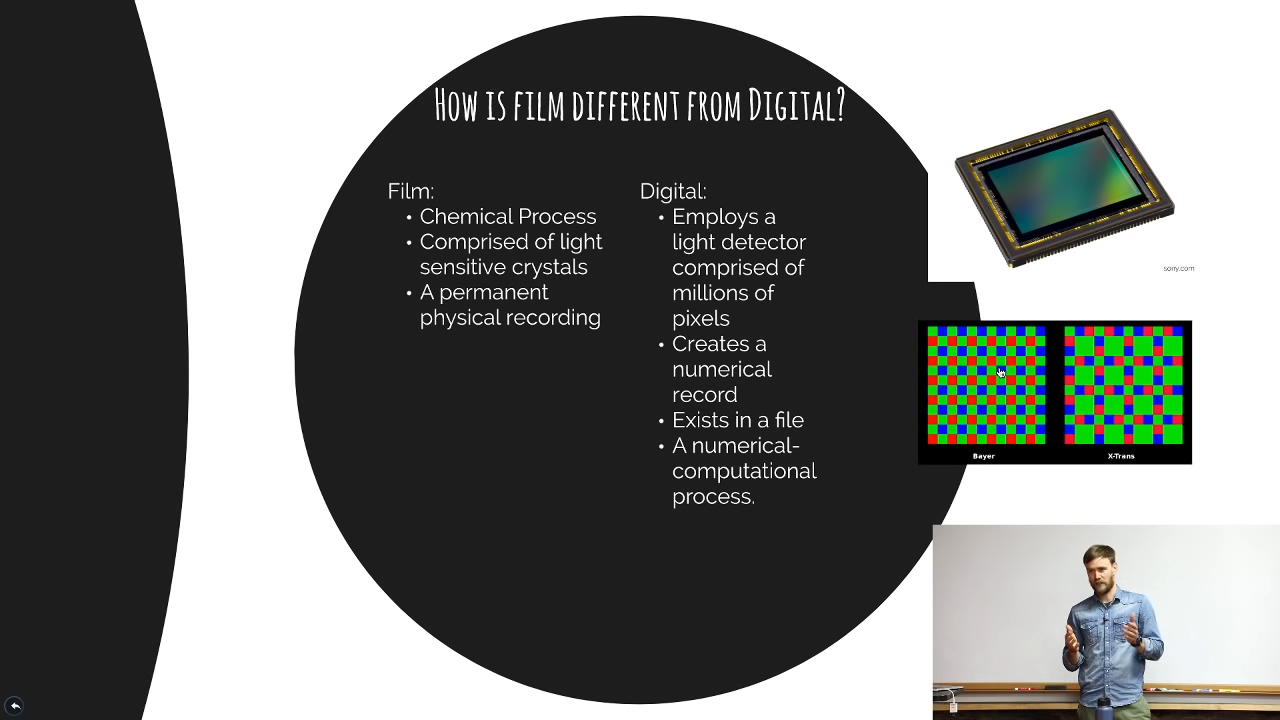 How is film different from Digital?
Film:
• Chemical Process
• Comprised of light
sensitive crystals
• A permanent
physical recording
Digital:
• Employs a
light detector
comprised of
millions of
pixels
• Creates a
numerical
record
• Exists in a file
• A numerical-
computational
process.
sony.com
Bayer
X-Trans